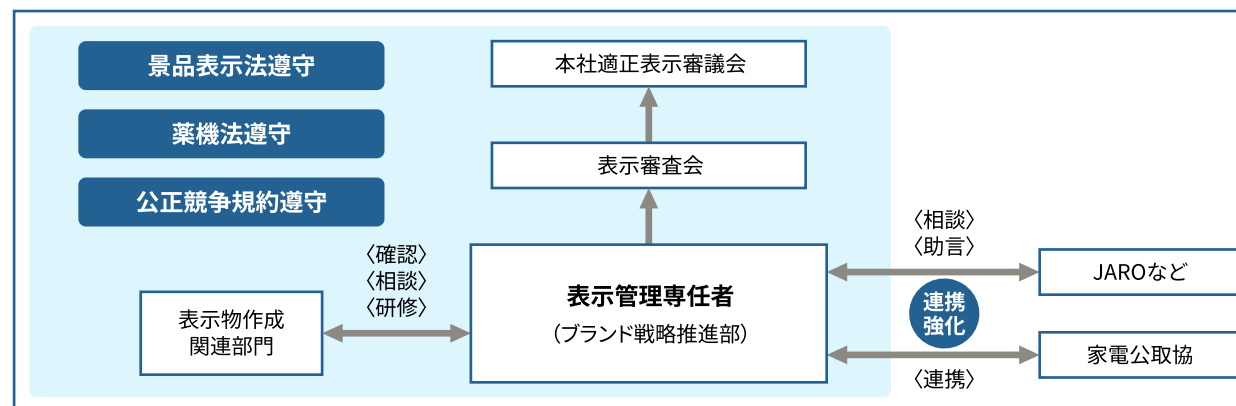 景品表示法遵守
薬機法遵守
公正競争規約遵守
本社適正表示審議会
表示審査会
〈確認〉
〈相談〉
〈研修〉
表示物作成
関連部門
表示管理専任者
（ブランド戦略推進部）
〈相談〉
〈助言〉
連携
強化
〈連携〉
JAROなど
家電公取協